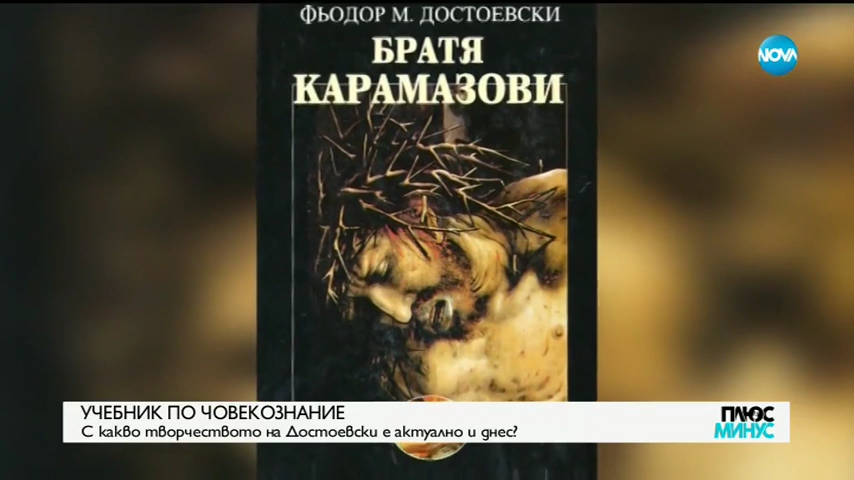 ФЬОДОР М. ДОСТОЕВСКИ
БРАТЯ
КАРАМАЗОВИ
NOVA
УЧЕБНИК ПО ЧОВЕКОЗНАНИЕ
С какво творчеството на Достоевски е актуално и днес?
ПЛЮС
МИНУС